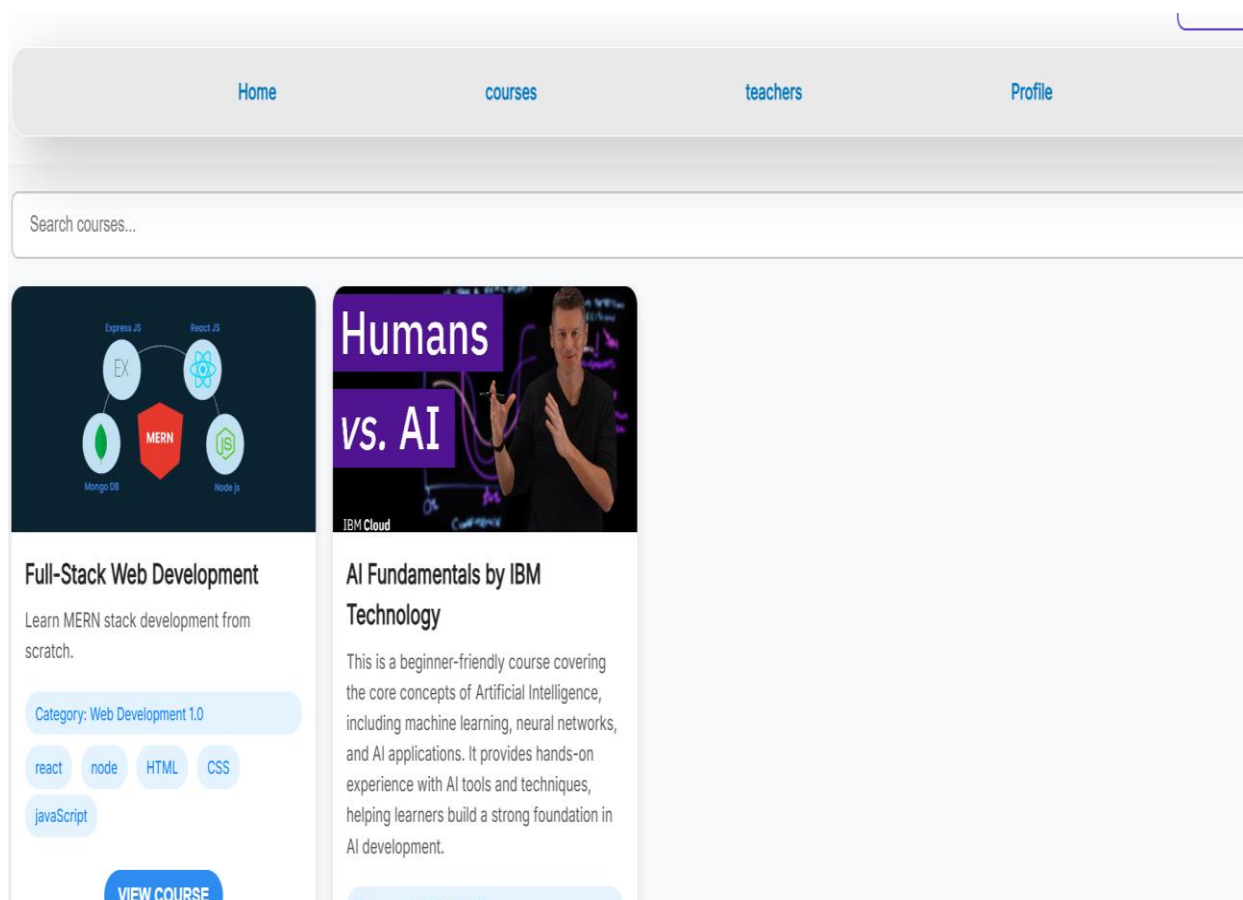 Home courses teachers Profile
Search courses...
Express JS React JS
EX
MERN
JS
Mongo DB Node js
Full-Stack Web Development
Learn MERN stack development from
scratch.
Category: Web Development 1.0
react node HTML CSS
javaScript
VIEW COURSE
Humans
vs. AI
IBM Cloud
AI Fundamentals by IBM
Technology
This is a beginner-friendly course covering
the core concepts of Artificial Intelligence,
including machine learning, neural networks,
and AI applications. It provides hands-on
experience with AI tools and techniques,
helping learners build a strong foundation in
AI development.